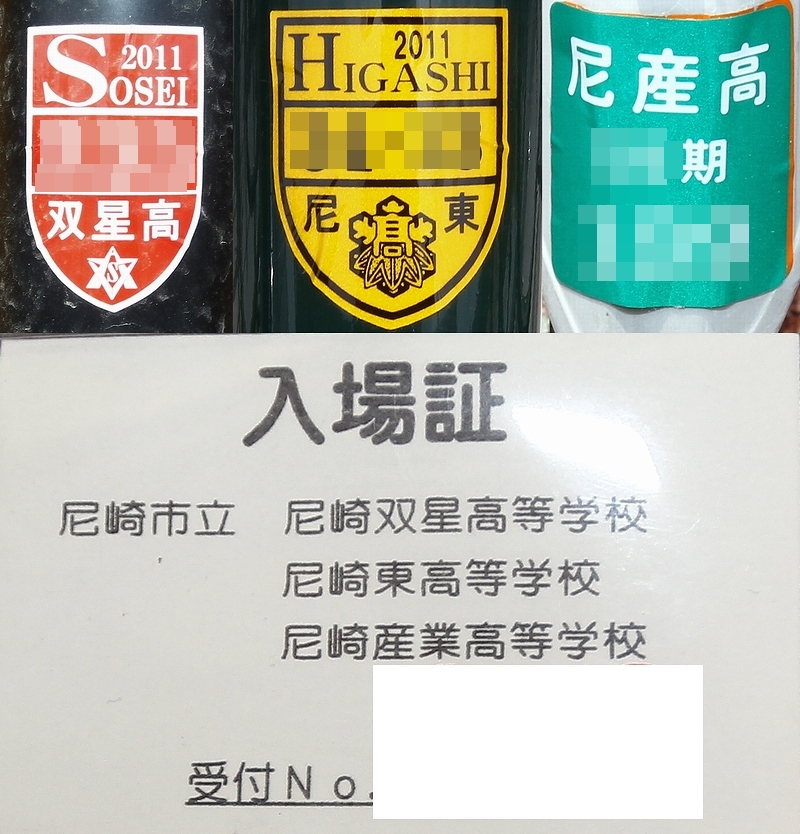 2011
SOSEI
双星高
2011
HIGASHI
尼 高 東
尼産高
期
入場証
尼崎市立 尼崎双星高等学校
尼崎東高等学校
尼崎産業高等学校
受付No.